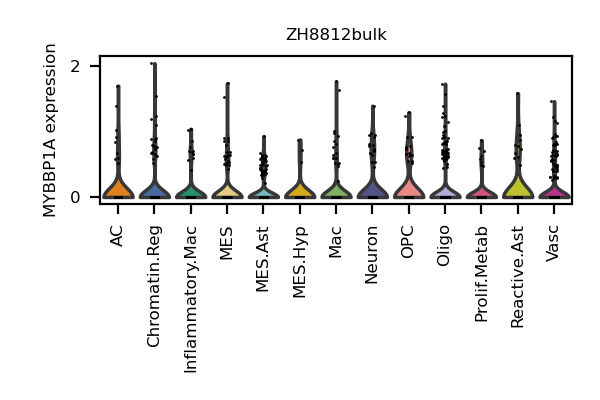 ZH8812bulk
MYBBP1A expression
2
0
AC
Chromatin.Reg
Inflammatory.Mac
MES
MES.Ast
MES.Hyp
Mac
Neuron
OPC
Oligo
Prolif.Metab
Reactive.Ast
Vasc